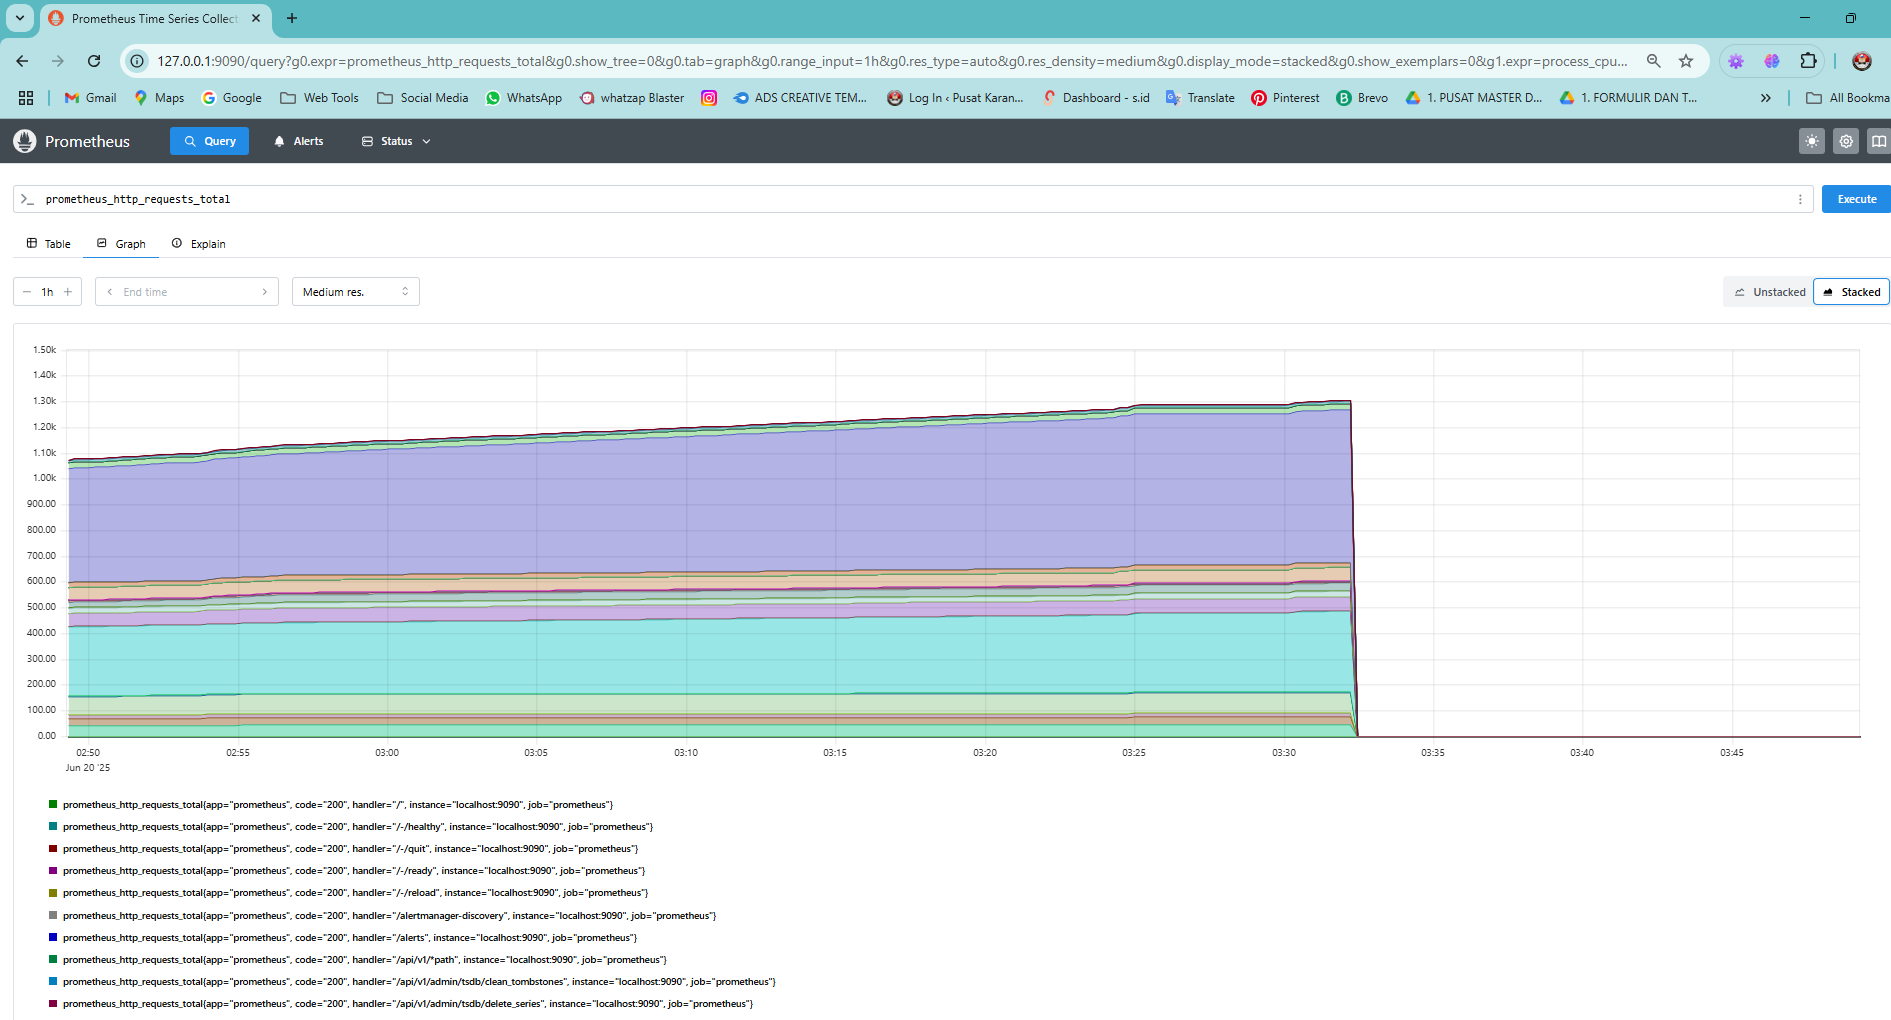 Prometheus Time Series Collect
127.0.0.1:9090/query?g0.expr=prometheus_http_requests_total&g0.show_tree=0&g0.tab=graph&g0.range_input=1h&g0.res_type=auto&g0.res_density=medium&g0.display_mode=stacked&g0.show_exemplars=0&g1.expr=process_cpu...
Gmail Maps Google Web Tools Social Media WhatsApp whatzap Blaster ADS CREATIVE TEM... Log In ‹ Pusat Karan... Dashboard - s.id Translate Pinterest Brevo 1. PUSAT MASTER D... 1. FORMULIR DAN T... All Bookma
Prometheus Query Alerts Status
prometheus_http_requests_total Execute
Table Graph Explain
1h End time Medium res. Unstacked Stacked
1.50k
1.40k
1.30k
1.20k
1.10k
1.00k
900.00
800.00
700.00
600.00
500.00
400.00
300.00
200.00
100.00
0.00
02:50 02:55 03:00 03:05 03:10 03:15 03:20 03:25 03:30 03:35 03:40 03:45
Jun 20 '25
prometheus_http_requests_total{app="prometheus", code="200", handler="/", instance="localhost:9090", job="prometheus"}
prometheus_http_requests_total{app="prometheus", code="200", handler="/-/healthy", instance="localhost:9090", job="prometheus"}
prometheus_http_requests_total{app="prometheus", code="200", handler="/-/quit", instance="localhost:9090", job="prometheus"}
prometheus_http_requests_total{app="prometheus", code="200", handler="/-/ready", instance="localhost:9090", job="prometheus"}
prometheus_http_requests_total{app="prometheus", code="200", handler="/-/reload", instance="localhost:9090", job="prometheus"}
prometheus_http_requests_total{app="prometheus", code="200", handler="/alertmanager-discovery", instance="localhost:9090", job="prometheus"}
prometheus_http_requests_total{app="prometheus", code="200", handler="/alerts", instance="localhost:9090", job="prometheus"}
prometheus_http_requests_total{app="prometheus", code="200", handler="/api/v1/*path", instance="localhost:9090", job="prometheus"}
prometheus_http_requests_total{app="prometheus", code="200", handler="/api/v1/admin/tsdb/clean_tombstones", instance="localhost:9090", job="prometheus"}
prometheus_http_requests_total{app="prometheus", code="200", handler="/api/v1/admin/tsdb/delete_series", instance="localhost:9090", job="prometheus"}